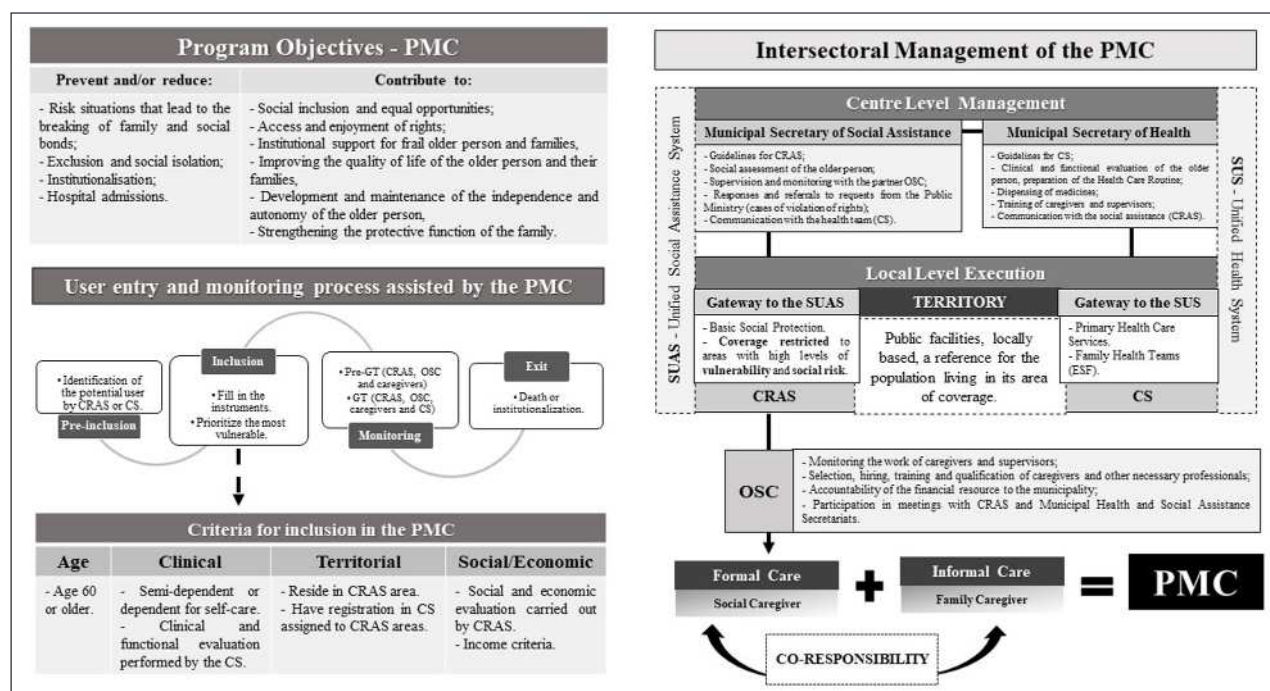 Program Objectives - PMC
Prevent and/or reduce:
- Risk situations that lead to the
breaking of family and social
bonds;
- Exclusion and social isolation;
- Institutionalisation;
- Hospital admissions.
Contribute to:
- Social inclusion and equal opportunities;
- Access and enjoyment of rights;
- Institutional support for frail older person and families,
- Improving the quality of life of the older person and their
families,
- Development and maintenance of the independence and
autonomy of the older person,
- Strengthening the protective function of the family.
User entry and monitoring process assisted by the PMC
• Identification of
the potential user
by CRAS or CS.
Pre-inclusion
Inclusion
• Fill in the
instruments.
• Prioritize the most
vulnerable.
• Pre-GT (CRAS, OSC
and caregivers)
• GT (CRAS, OSC,
caregivers and CS)
Monitoring
Exit
• Death or
institutionalization.
Criteria for inclusion in the PMC
Age
- Age 60
or older.
Clinical
- Semi-dependent or
dependent for self-care.
- Clinical and
functional evaluation
performed by the CS.
Territorial
- Reside in CRAS area.
- Have registration in CS
assigned to CRAS areas.
Social/Economic
- Social and economic
evaluation carried out
by CRAS.
- Income criteria.
Intersectoral Management of the PMC
SUAS - Unified Social Assistance System
Centre Level Management
Municipal Secretary of Social Assistance
- Guidelines for CRAS;
- Social assessment of the older person;
- Supervision and monitoring with the partner OSC;
- Responses and referrals to requests from the Public
Ministry (cases of violation of rights);
- Communication with the health team (CS).
Municipal Secretary of Health
- Guidelines for CS;
- Clinical and functional evaluation of the older
person, preparation of the Health Care Routine;
- Dispensing of medicines;
- Training of caregivers and supervisors;
- Communication with the social assistance (CRAS).
SUS - Unified Health System
Local Level Execution
Gateway to the SUAS
- Basic Social Protection.
- Coverage restricted to
areas with high levels of
vulnerability and social risk.
CRAS
TERRITORY
Public facilities, locally
based, a reference for the
population living in its area
of coverage.
Gateway to the SUS
- Primary Health Care
Services.
- Family Health Teams
(ESF).
CS
OSC
- Monitoring the work of caregivers and supervisors;
- Selection, hiring, training and qualification of caregivers and other necessary professionals;
- Accountability of the financial resource to the municipality;
- Participation in meetings with CRAS and Municipal Health and Social Assistance
Secretariats.
Formal Care
Social Caregiver
+
Informal Care
Family Caregiver
=
PMC
CO-RESPONSIBILITY